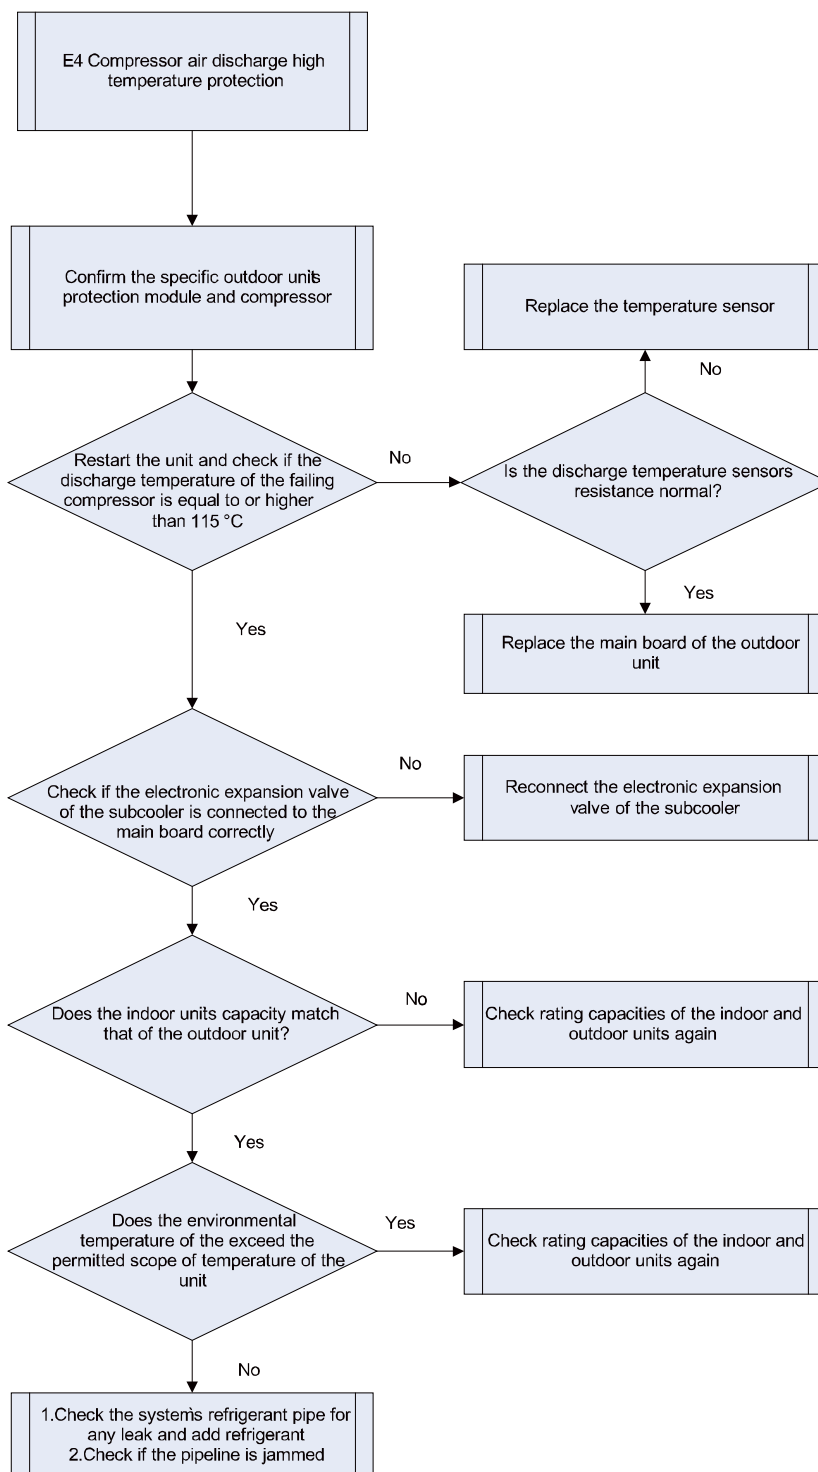 E4 Compressor air discharge high
temperature protection
Confirm the specific outdoor units
protection module and compressor
Replace the temperature sensor
No
Restart the unit and check if the
discharge temperature of the failing
compressor is equal to or higher
than 115 °C
No
Is the discharge temperature sensors
resistance normal?
Yes
Yes
Replace the main board of the outdoor
unit
Check if the electronic expansion valve
of the subcooler is connected to the
main board correctly
No
Reconnect the electronic expansion
valve of the subcooler
Yes
Does the indoor units capacity match
that of the outdoor unit?
No
Check rating capacities of the indoor and
outdoor units again
Yes
Does the environmental
temperature of the exceed the
permitted scope of temperature of the
unit
Yes
Check rating capacities of the indoor and
outdoor units again
No
1.Check the system's refrigerant pipe for
any leak and add refrigerant
2.Check if the pipeline is jammed